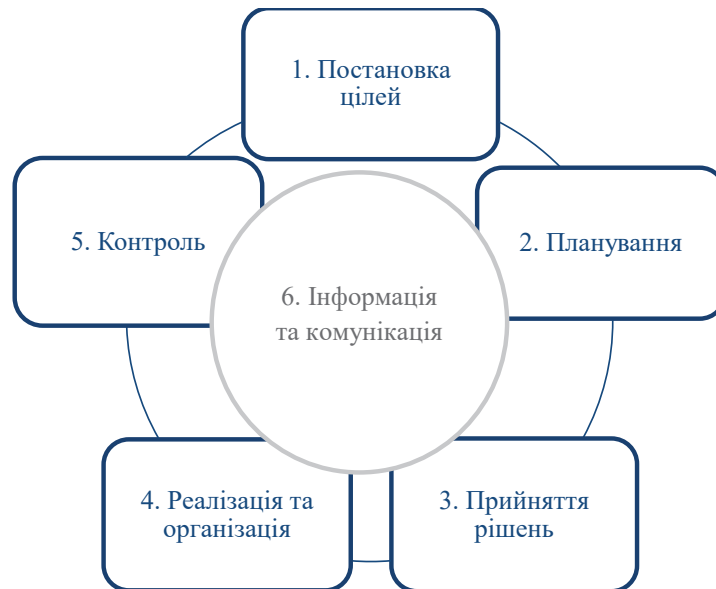 1. Постановка
цілей
2. Планування
3. Прийняття
рішень
4. Реалізація та
організація
5. Контроль
6. Інформація
та комунікація